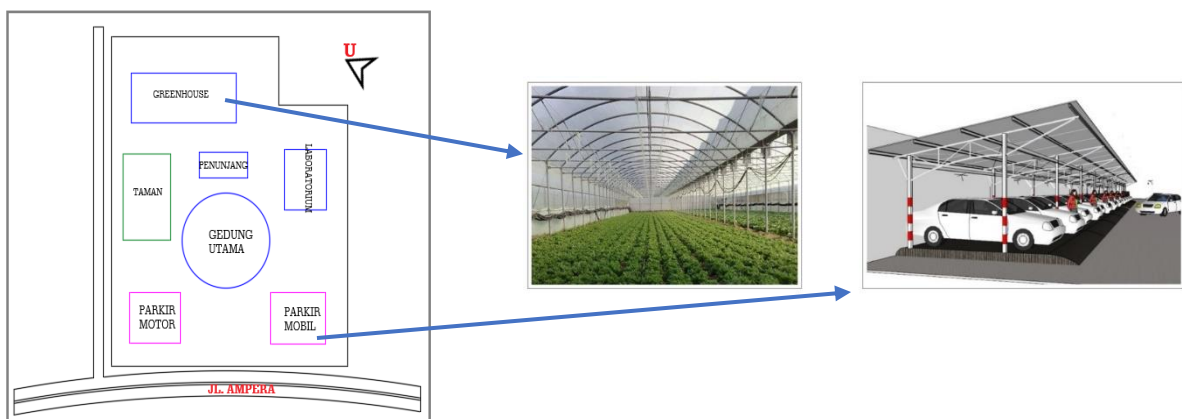 U
GREENHOUSE
PENUNJANG
LABORATORIUM
TAMAN
GEDUNG
UTAMA
PARKIR
MOTOR
PARKIR
MOBIL
JL. AMPERA